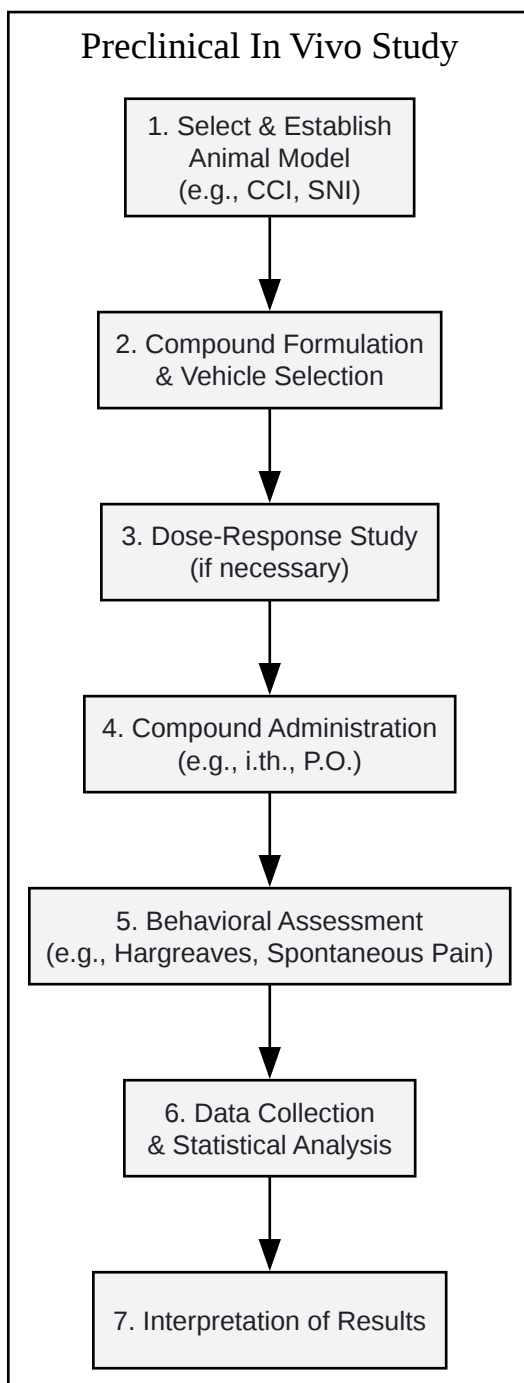 Preclinical In Vivo Study
1. Select & Establish
Animal Model
(e.g., CCI, SNI)
2. Compound Formulation
& Vehicle Selection
3. Dose-Response Study
(if necessary)
4. Compound Administration
(e.g., i.th., P.O.)
5. Behavioral Assessment
(e.g., Hargreaves, Spontaneous Pain)
6. Data Collection
& Statistical Analysis
7. Interpretation of Results